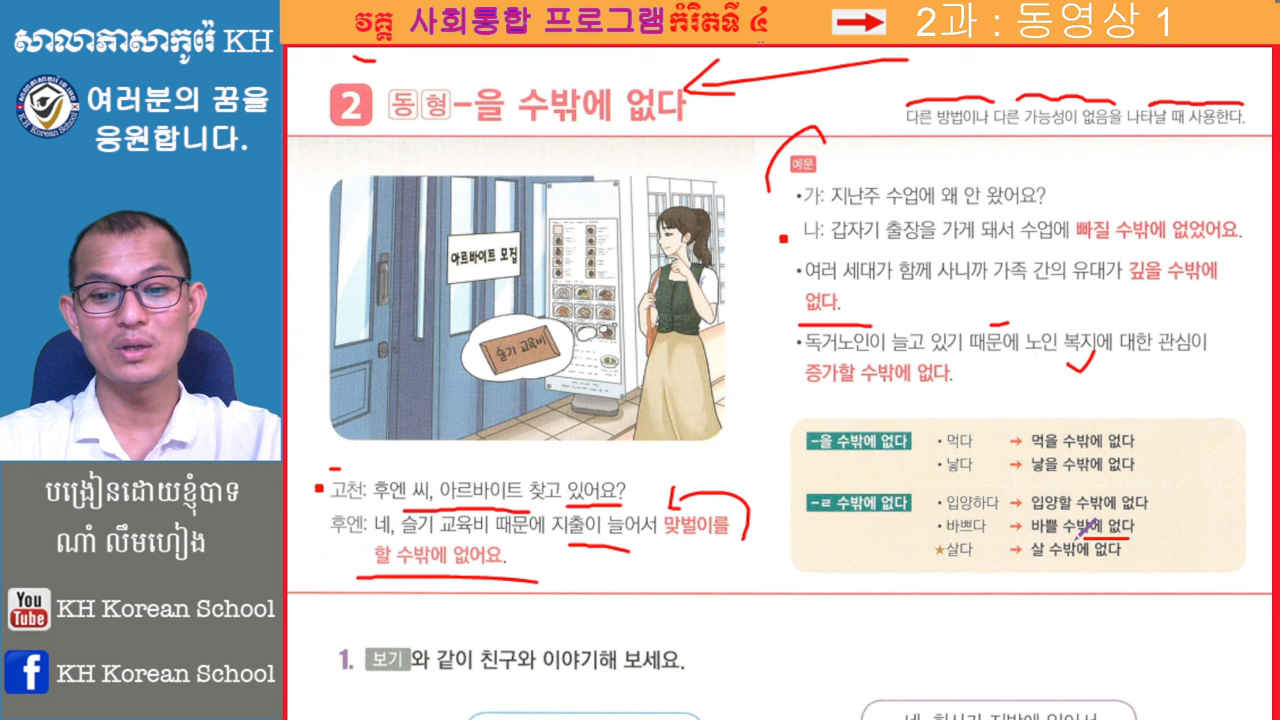 សាលាភាសាកូរ៉េ KH
여러분의 꿈을
응원합니다.
វគ្គ 사회통합 프로그램កំរិតទី ៤
2과 : 동영상 1
2 동 형 -을 수밖에 없다
다른 방법이나 다른 가능성이 없음을 나타낼 때 사용한다.
아르바이트 모집
슬기 교육비
고천: 후엔 씨, 아르바이트 찾고 있어요?
후엔: 네, 슬기 교육비 때문에 지출이 늘어서 맞벌이를
할 수밖에 없어요.
예문
•가: 지난주 수업에 왜 안 왔어요?
나: 갑자기 출장을 가게 돼서 수업에 빠질 수밖에 없었어요.
•여러 세대가 함께 사니까 가족 간의 유대가 깊을 수밖에
없다.
•독거노인이 늘고 있기 때문에 노인 복지에 대한 관심이
증가할 수밖에 없다.
-을 수밖에 없다 • 먹다 → 먹을 수밖에 없다
• 낳다 → 낳을 수밖에 없다
-ㄹ 수밖에 없다 • 입양하다 → 입양할 수밖에 없다
• 바쁘다 → 바쁠 수밖에 없다
★살다 → 살 수밖에 없다
1. 보기 와 같이 친구와 이야기해 보세요.
បង្រៀនដោយខ្ញុំបាទ
ណាំ លឹមហៀង
You Tube KH Korean School
f KH Korean School